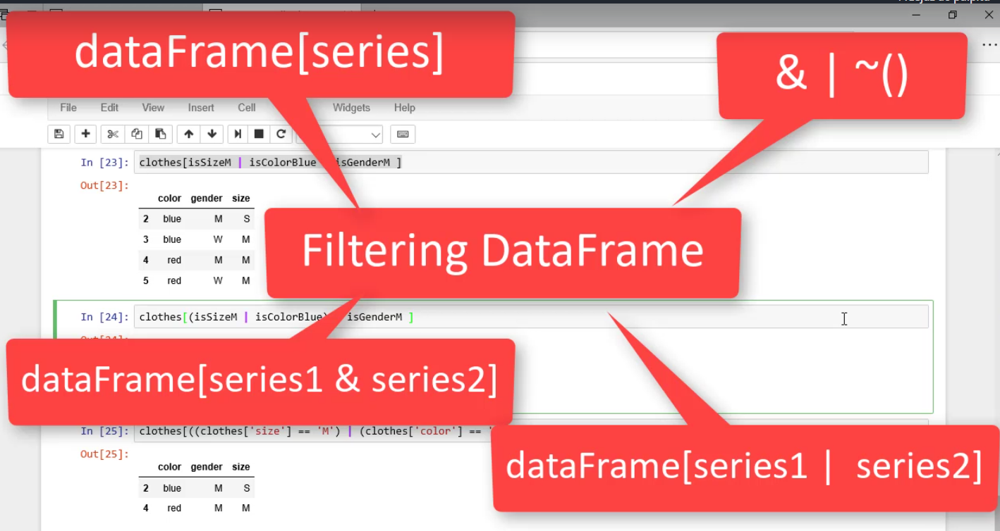 dataFrame[series]
& | ~()
File Edit View Insert Cell Widgets Help
In [23]: clothes[isSizeM | isColorBlue isGenderM ]
Out[23]:
color gender size
2 blue M S
3 blue W M
4 red M M
5 red W M
Filtering DataFrame
In [24]: clothes[(isSizeM | isColorBlue) isGenderM ]
Out[24]:
dataFrame[series1 & series2]
In [25]: clothes[((clothes['size'] == 'M') | (clothes['color'] == '
Out[25]:
dataFrame[series1 | series2]
color gender size
2 blue M S
4 red M M